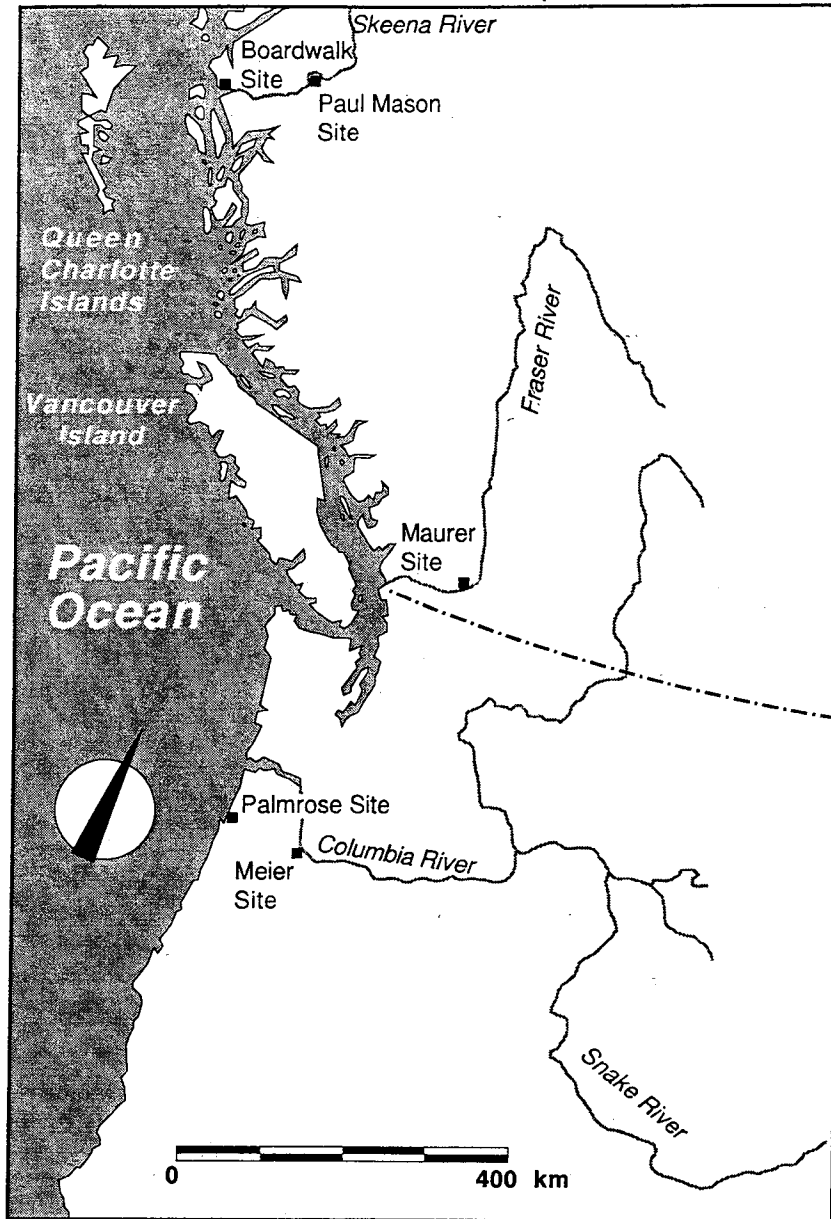 Skeena River
Boardwalk
Site
Paul Mason
Site
Queen
Charlotte
Islands
Fraser River
Vancouver
Island
Maurer
Site
Pacific
Ocean
Palmrose Site
Columbia River
Meier
Site
Snake River
0 400 km